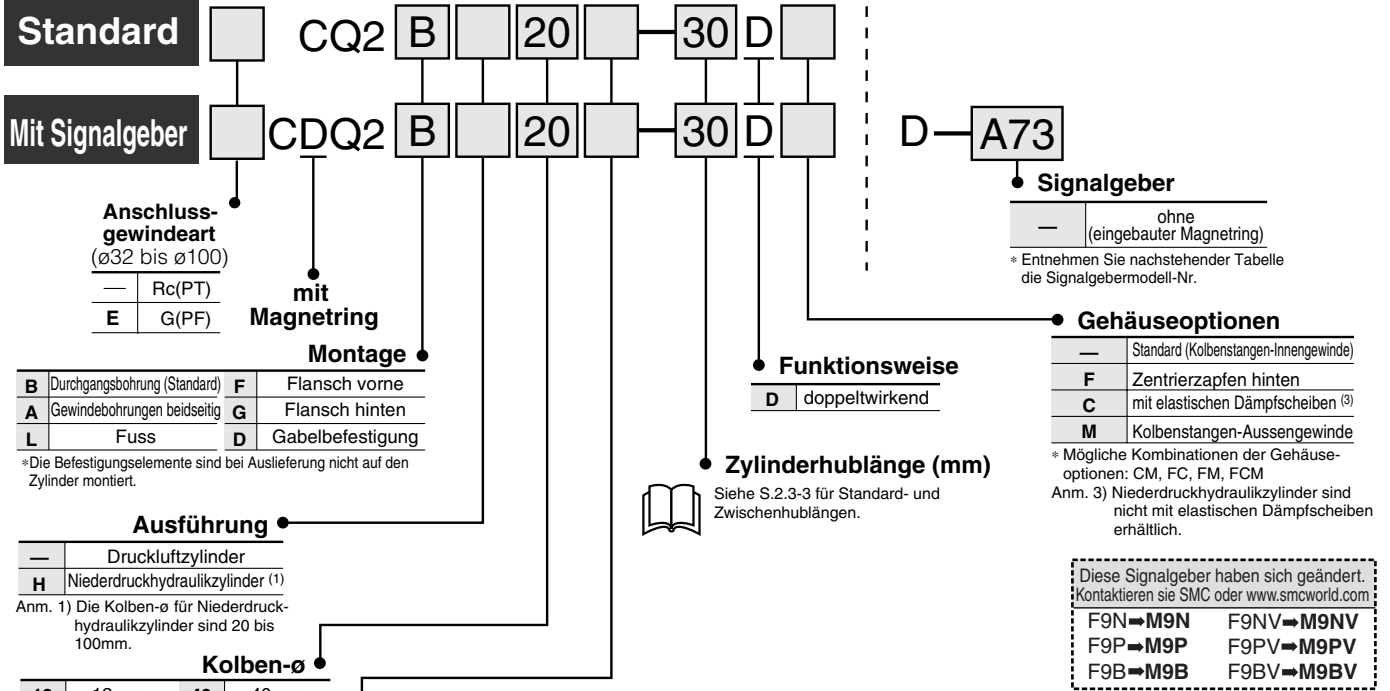 Standard CQ2 B 20 — 30 D
Mit Signalgeber CDQ2 B 20 — 30 D D — A73
Anschluss-
gewindeart
(ø32 bis ø100)
— Rc(PT)
E G(PF)
mit
Magnetring
Montage
B Durchgangsbohrung (Standard) F Flansch vorne
A Gewindebohrungen beidseitig G Flansch hinten
L Fuss D Gabelbefestigung
*Die Befestigungselemente sind bei Auslieferung nicht auf den
Zylinder montiert.
Ausführung
— Druckluftzylinder
H Niederdruckhydraulikzylinder (1)
Anm. 1) Die Kolben-ø für Niederdruck-
hydraulikzylinder sind 20 bis
100mm.
Kolben-ø
Funktionsweise
D doppeltwirkend
Zylinderhublänge (mm)
Siehe S.2.3-3 für Standard- und
Zwischenhublängen.
Signalgeber
— ohne
(eingebauter Magnetring)
* Entnehmen Sie nachstehender Tabelle
die Signalgebermodell-Nr.
Gehäuseoptionen
— Standard (Kolbenstangen-Innengewinde)
F Zentrierzapfen hinten
C mit elastischen Dämpfscheiben (3)
M Kolbenstangen-Aussengewinde
* Mögliche Kombinationen der Gehäuse-
optionen: CM, FC, FM, FCM
Anm. 3) Niederdruckhydraulikzylinder sind
nicht mit elastischen Dämpfscheiben
erhältlich.
Diese Signalgeber haben sich geändert.
Kontaktieren sie SMC oder www.smcworld.com
F9N➡M9N F9NV➡M9NV
F9P➡M9P F9PV➡M9PV
F9B➡M9B F9BV➡M9BV